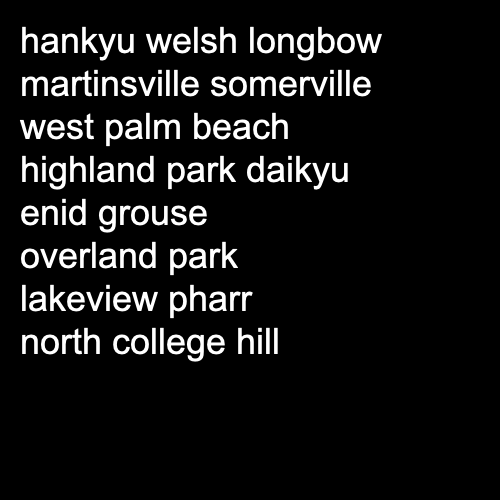 hankyu welsh longbow
martinsville somerville
west palm beach
highland park daikyu
enid grouse
overland park
lakeview pharr
north college hill